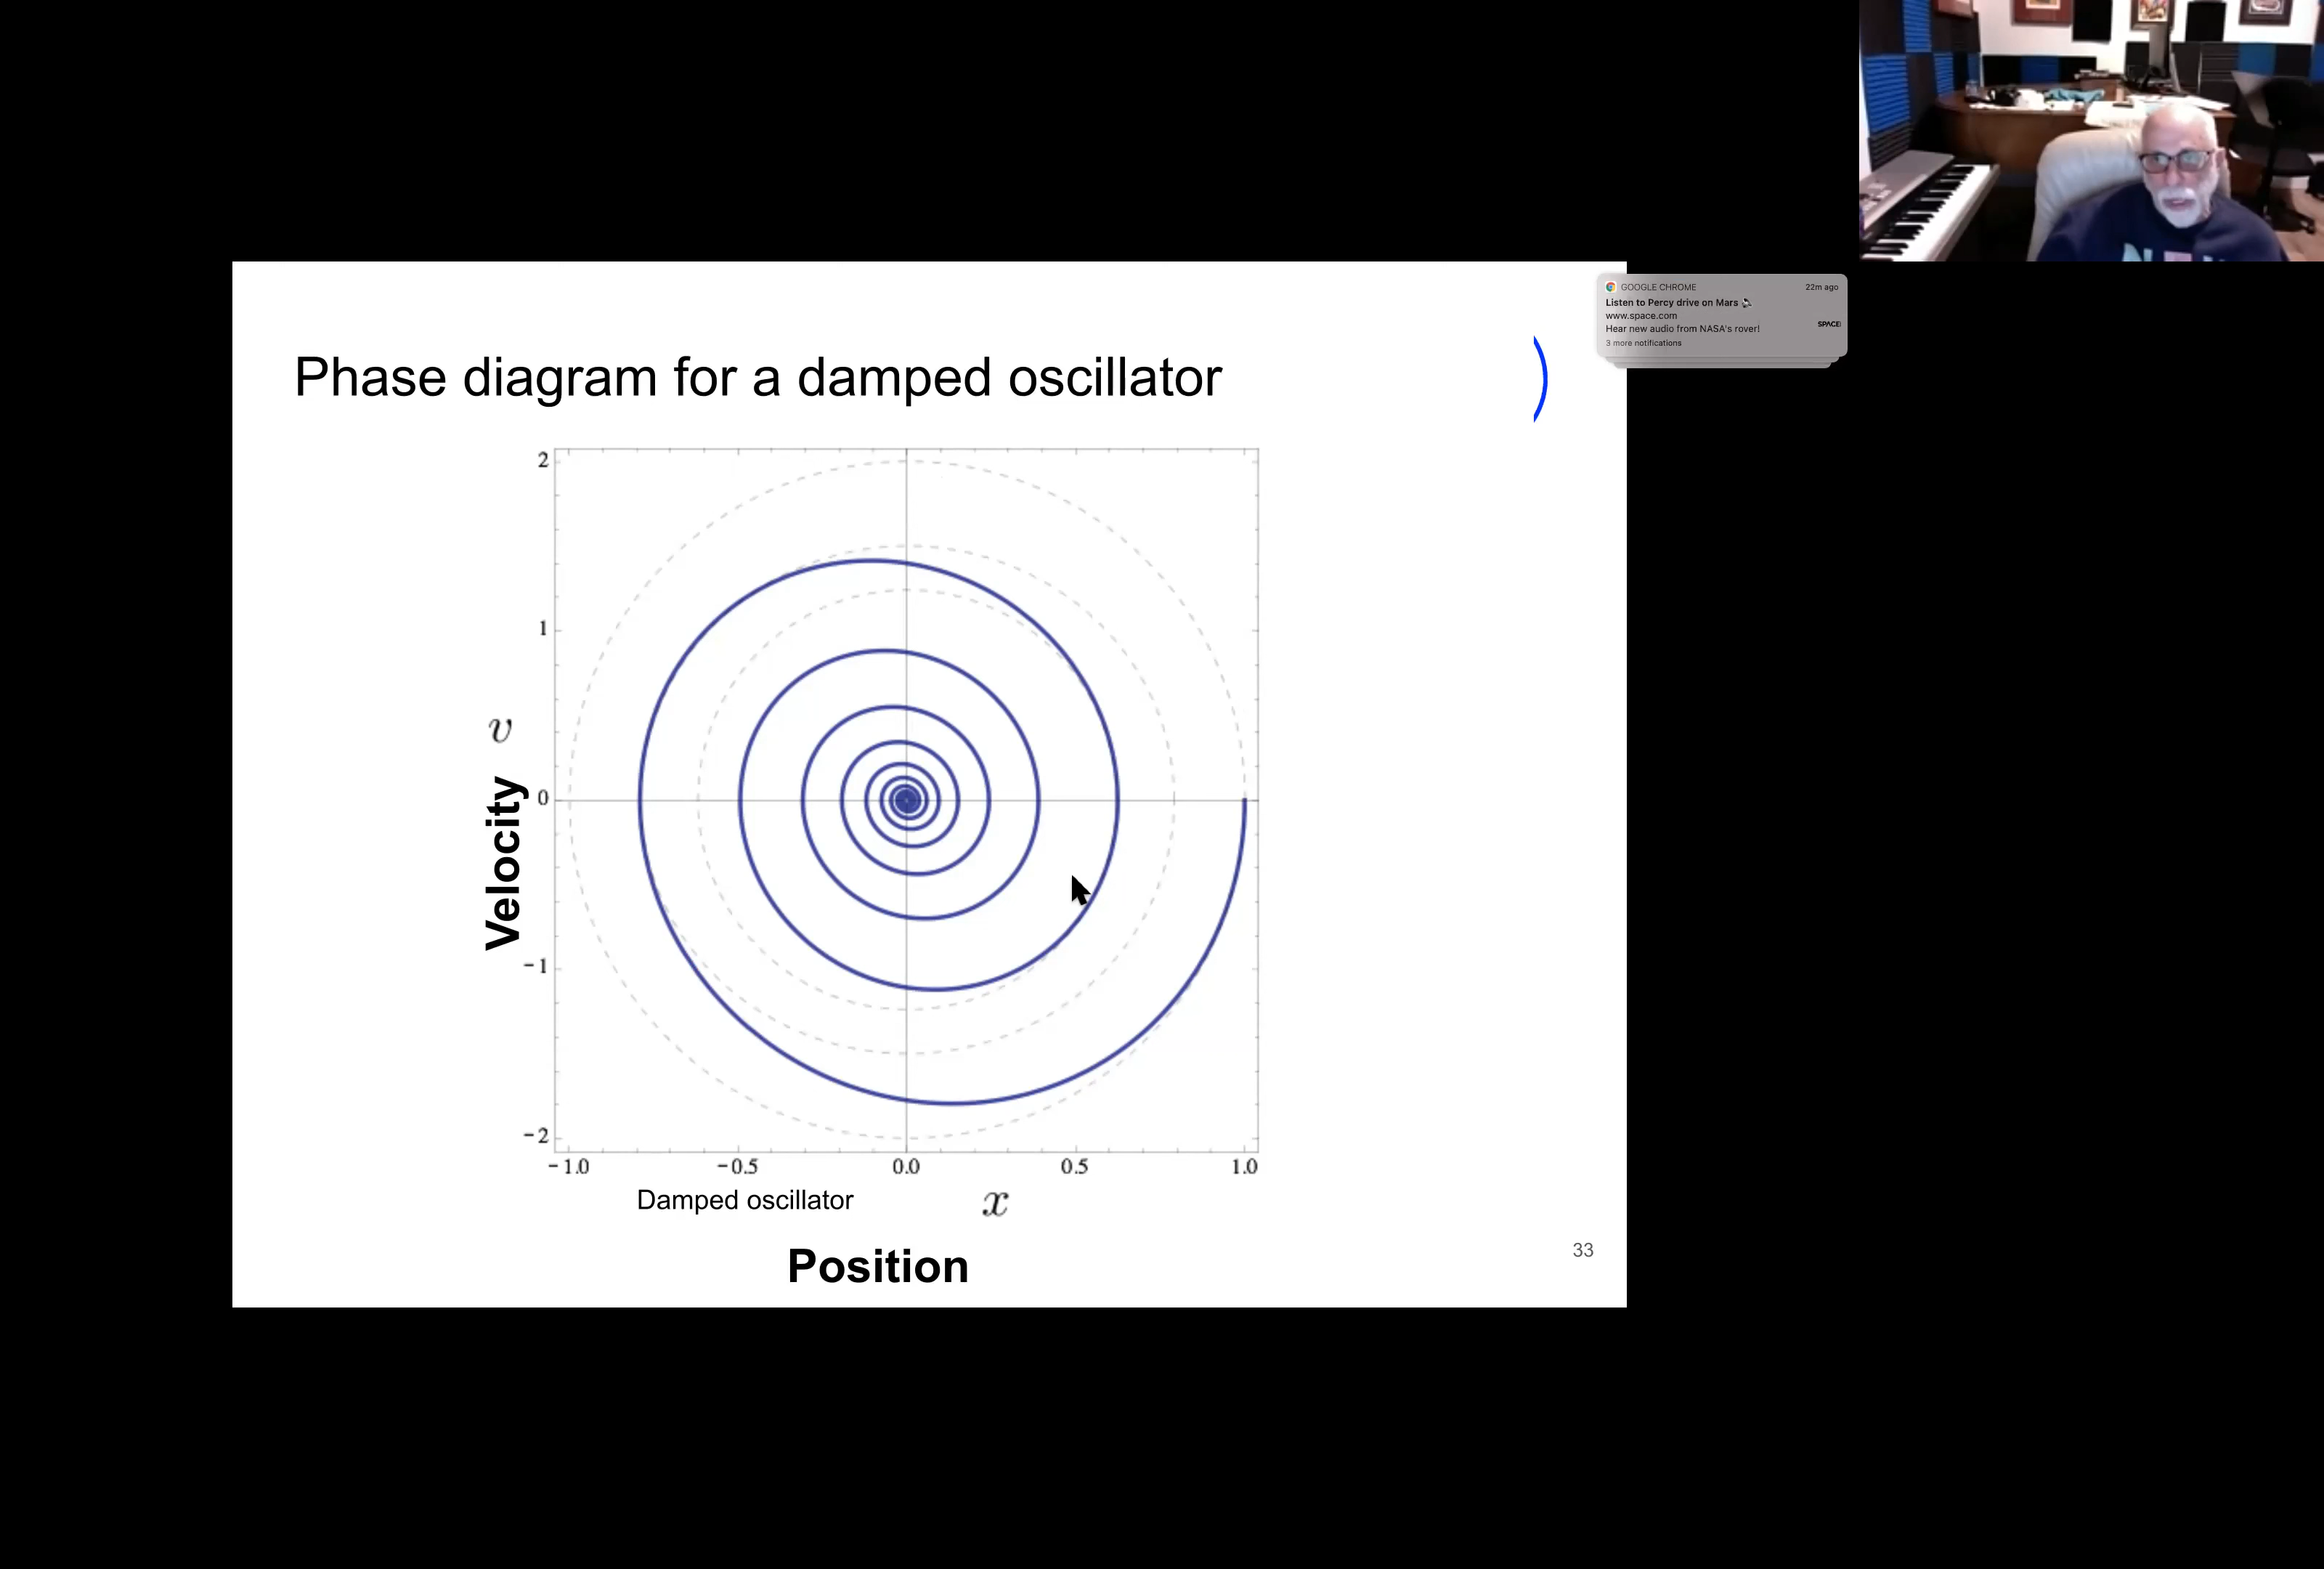 GOOGLE CHROME
22m ago
Listen to Percy drive on Mars
www.space.com
Hear new audio from NASA's rover!
SPACE
3 more notifications
Phase diagram for a damped oscillator
2
1
0
−1
−2
v
Velocity
−1.0 −0.5 0.0 0.5 1.0
Damped oscillator
x
Position
33